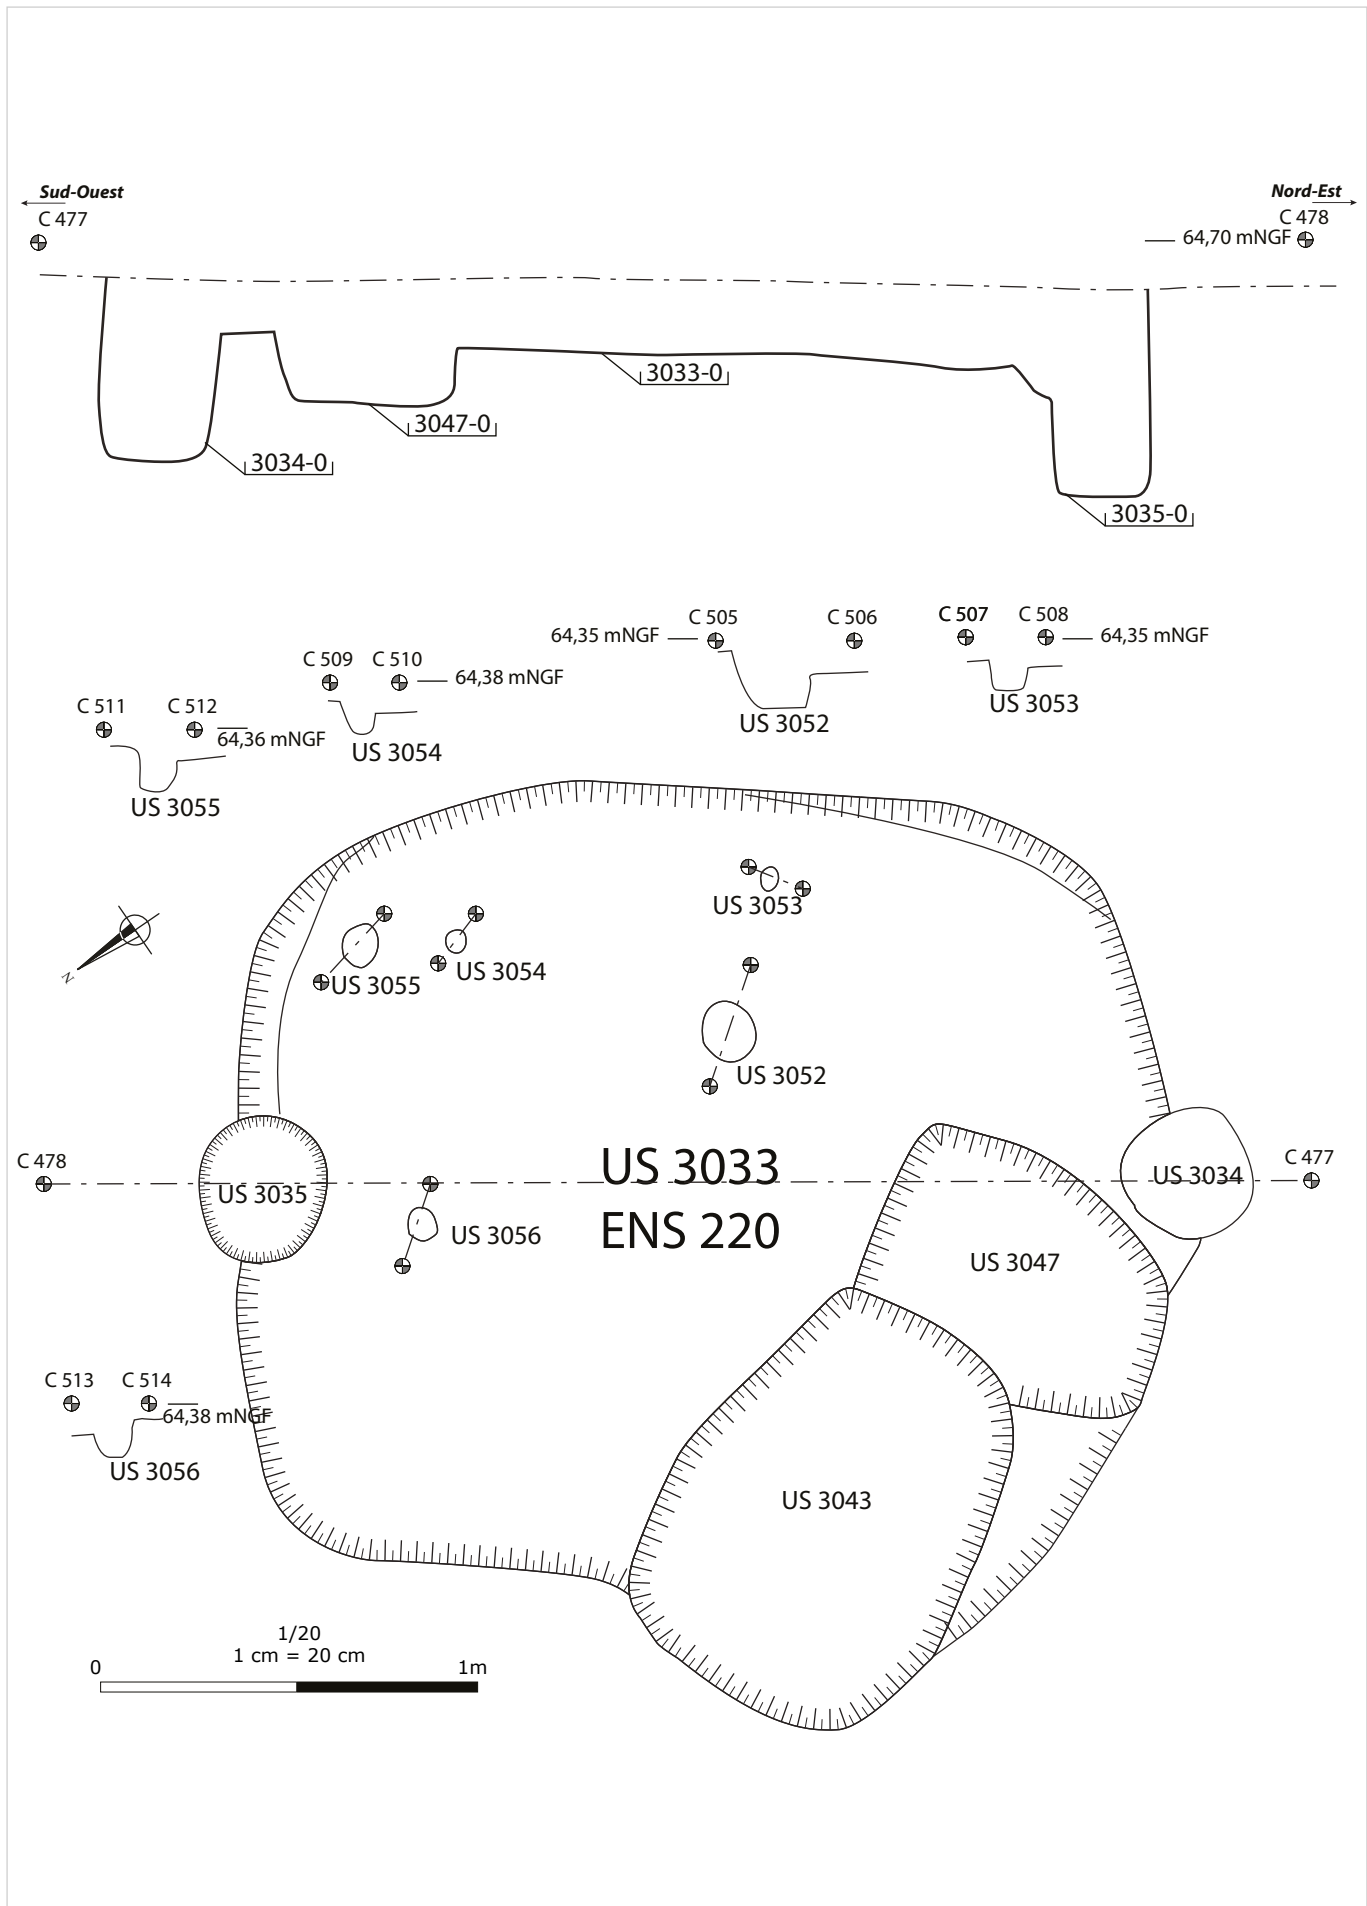 Sud-Ouest
Nord-Est
C 477
C 478
64,70 mNGF
3033-0
3047-0
3034-0
3035-0
C 505
C 506
C 507
C 508
64,35 mNGF
64,35 mNGF
C 509
C 510
64,38 mNGF
US 3052
US 3053
C 511
C 512
64,36 mNGF
US 3054
US 3055
US 3053
N
US 3055
US 3054
US 3052
C 478
US 3035
US 3033
US 3034
C 477
US 3056
ENS 220
US 3047
C 513
C 514
64,38 mNGF
US 3056
US 3043
1/20
1 cm = 20 cm
0
1m